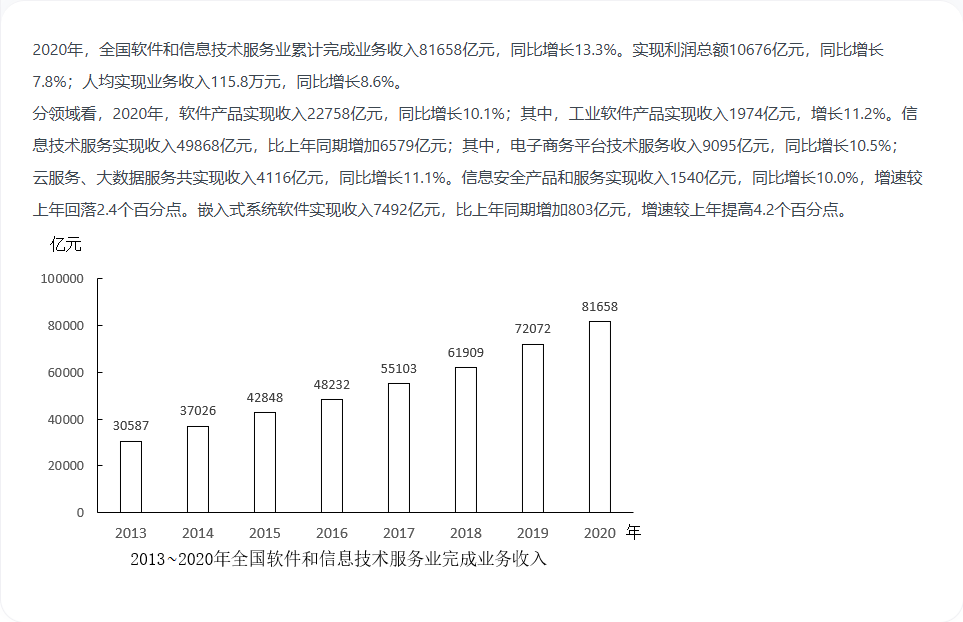 2020年，全国软件和信息技术服务业累计完成业务收入81658亿元，同比增长13.3%。实现利润总额10676亿元，同比增长
7.8%；人均实现业务收入115.8万元，同比增长8.6%。
分领域看，2020年，软件产品实现收入22758亿元，同比增长10.1%；其中，工业软件产品实现收入1974亿元，增长11.2%。信
息技术服务实现收入49868亿元，比上年同期增加6579亿元；其中，电子商务平台技术服务收入9095亿元，同比增长10.5%；
云服务、大数据服务共实现收入4116亿元，同比增长11.1%。信息安全产品和服务实现收入1540亿元，同比增长10.0%，增速较
上年回落2.4个百分点。嵌入式系统软件实现收入7492亿元，比上年同期增加803亿元，增速较上年提高4.2个百分点。
亿元
100000
80000
60000
40000
20000
0
30587
37026
42848
48232
55103
61909
72072
81658
2013 2014 2015 2016 2017 2018 2019 2020 年
2013~2020年全国软件和信息技术服务业完成业务收入